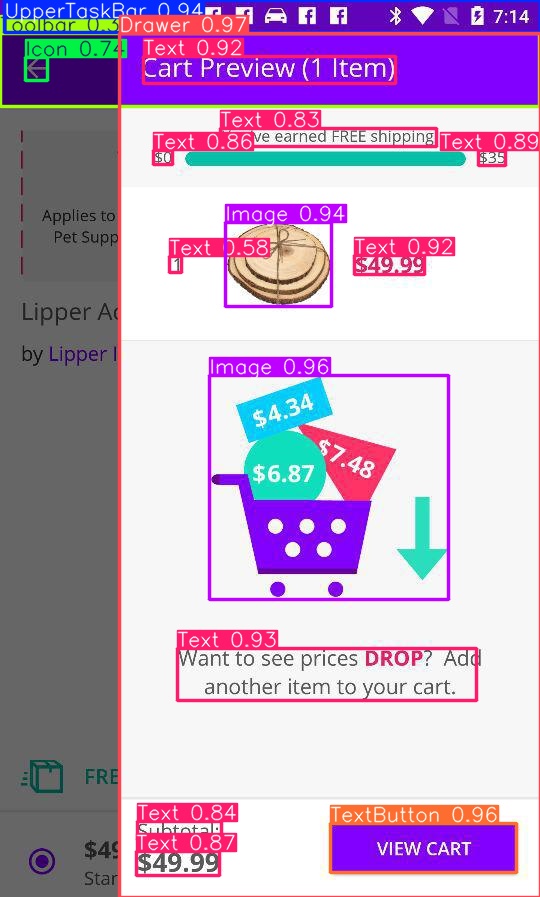 UpperTaskBar 0.94
7:14
Toolbar 0.3
Drawer 0.97
Icon 0.74
Text 0.92
Cart Preview (1 Item)
Text 0.83
ve earned FREE shipping
Text 0.86
Text 0.89
$0
$35
Image 0.94
Text 0.58
Text 0.92
1
$49.99
Applies to
Pet Supp
Lipper Ac
by Lipper I
Image 0.96
$4.34
$7.48
$6.87
Text 0.93
Want to see prices DROP? Add
another item to your cart.
FRE
Text 0.84
TextButton 0.96
Subtotal:
Text 0.87
$49.99
VIEW CART
$49
Star